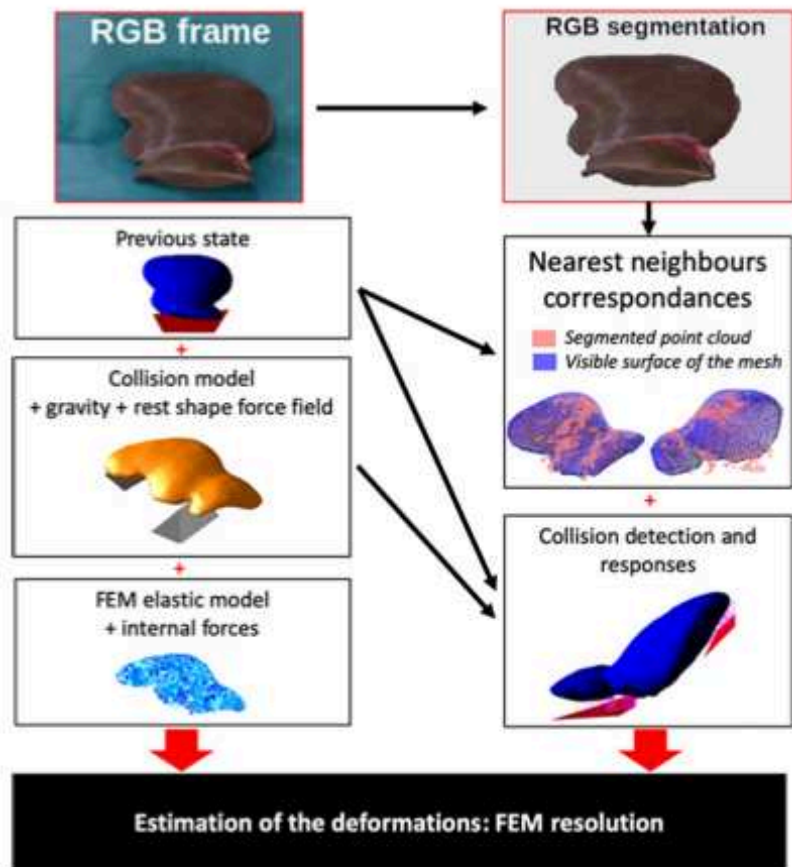 RGB frame
RGB segmentation
Previous state
+
Collision model
+ gravity + rest shape force field
+
FEM elastic model
+ internal forces
Nearest neighbours
correspondances
Segmented point cloud
Visible surface of the mesh
+
Collision detection and
responses
Estimation of the deformations: FEM resolution